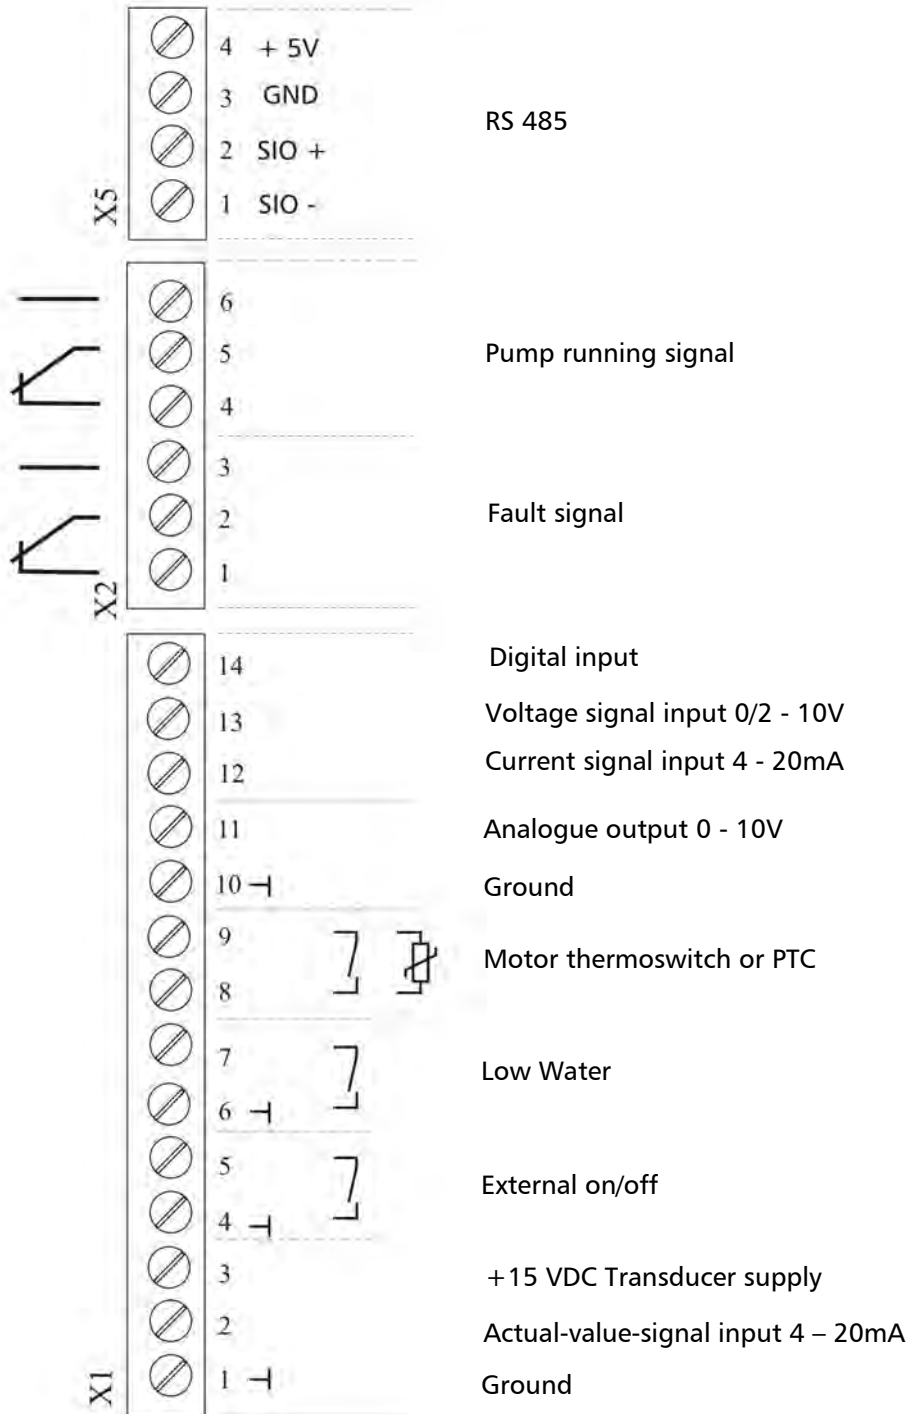 4 + 5V
3 GND
RS 485
2 SIO +
1 SIO -
X5
6
5 Pump running signal
4
3
2 Fault signal
1
X2
14 Digital input
13 Voltage signal input 0/2 - 10V
12 Current signal input 4 - 20mA
11 Analogue output 0 - 10V
10 Ground
9
Motor thermoswitch or PTC
8
7
Low Water
6
5
External on/off
4
3 +15 VDC Transducer supply
2 Actual-value-signal input 4 – 20mA
1 Ground
X1